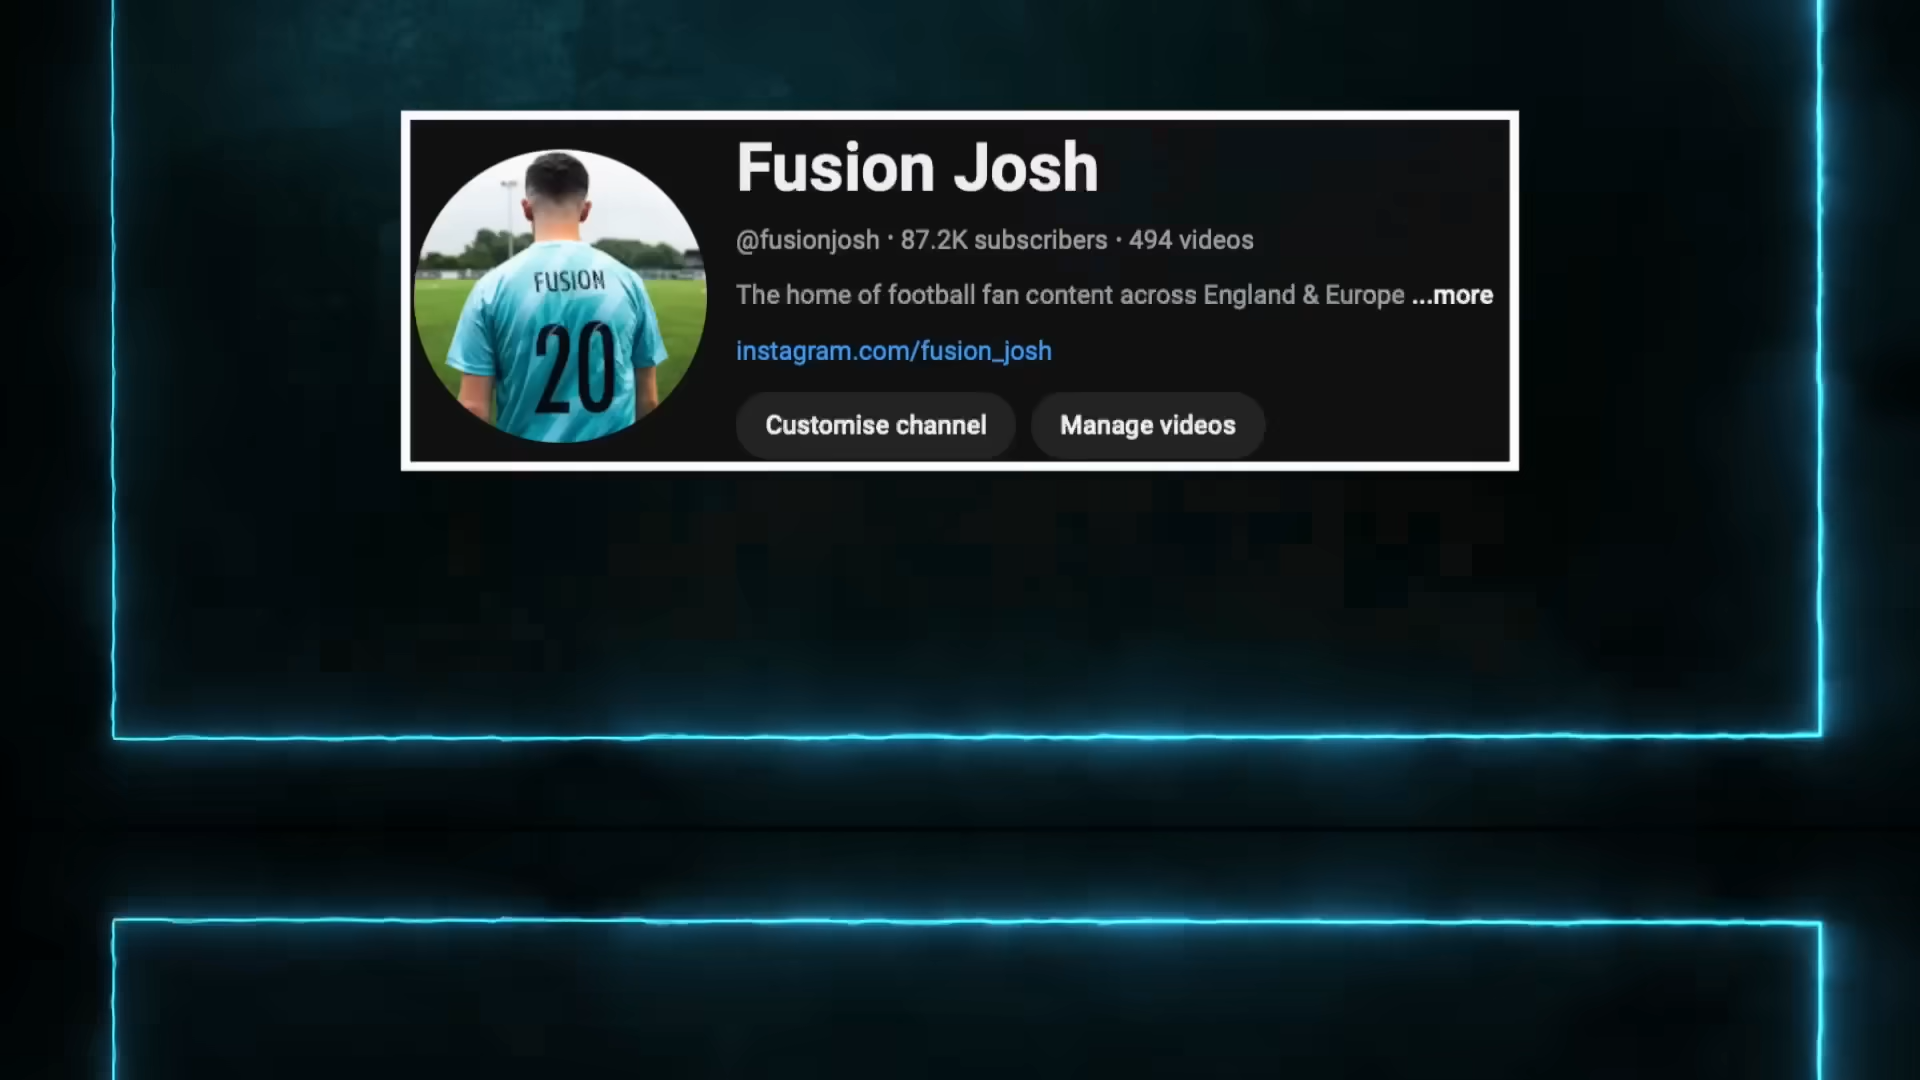 Fusion Josh
@fusionjosh · 87.2K subscribers · 494 videos
The home of football fan content across England & Europe ...more
instagram.com/fusion_josh
Customise channel
Manage videos
FUSION
20